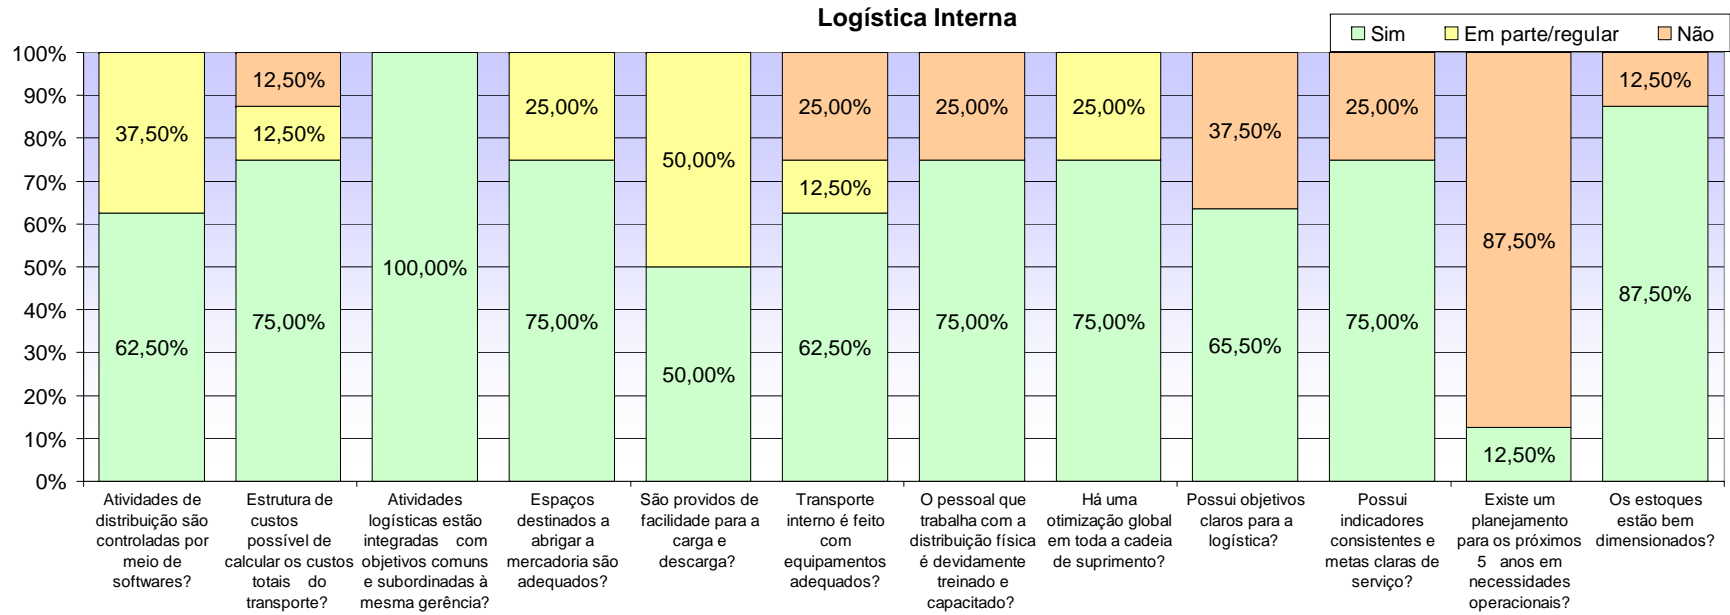 Logística Interna
Sim Em parte/regular Não
100%
90%
80%
70%
60%
50%
40%
30%
20%
10%
0%
37,50%
62,50%
12,50%
12,50%
75,00%
100,00%
25,00%
75,00%
50,00%
50,00%
25,00%
12,50%
62,50%
25,00%
75,00%
25,00%
75,00%
37,50%
65,50%
25,00%
75,00%
87,50%
12,50%
12,50%
87,50%
Atividades de
distribuição são
controladas por
meio de
softwares?
Estrutura de
custos
possível de
calcular os custos
totais do
transporte?
Atividades
logísticas estão
integradas com
objetivos comuns
e subordinadas à
mesma gerência?
Espaços
destinados a
abrigar a
mercadoria são
adequados?
São providos de
facilidade para a
carga e
descarga?
Transporte
interno é feito
com
equipamentos
adequados?
O pessoal que
trabalha com a
distribuição física
é devidamente
treinado e
capacitado?
Há uma
otimização global
em toda a cadeia
de suprimento?
Possui objetivos
claros para a
logística?
Possui
indicadores
consistentes e
metas claras de
serviço?
Existe um
planejamento
para os próximos
5 anos em
necessidades
operacionais?
Os estoques
estão bem
dimensionados?